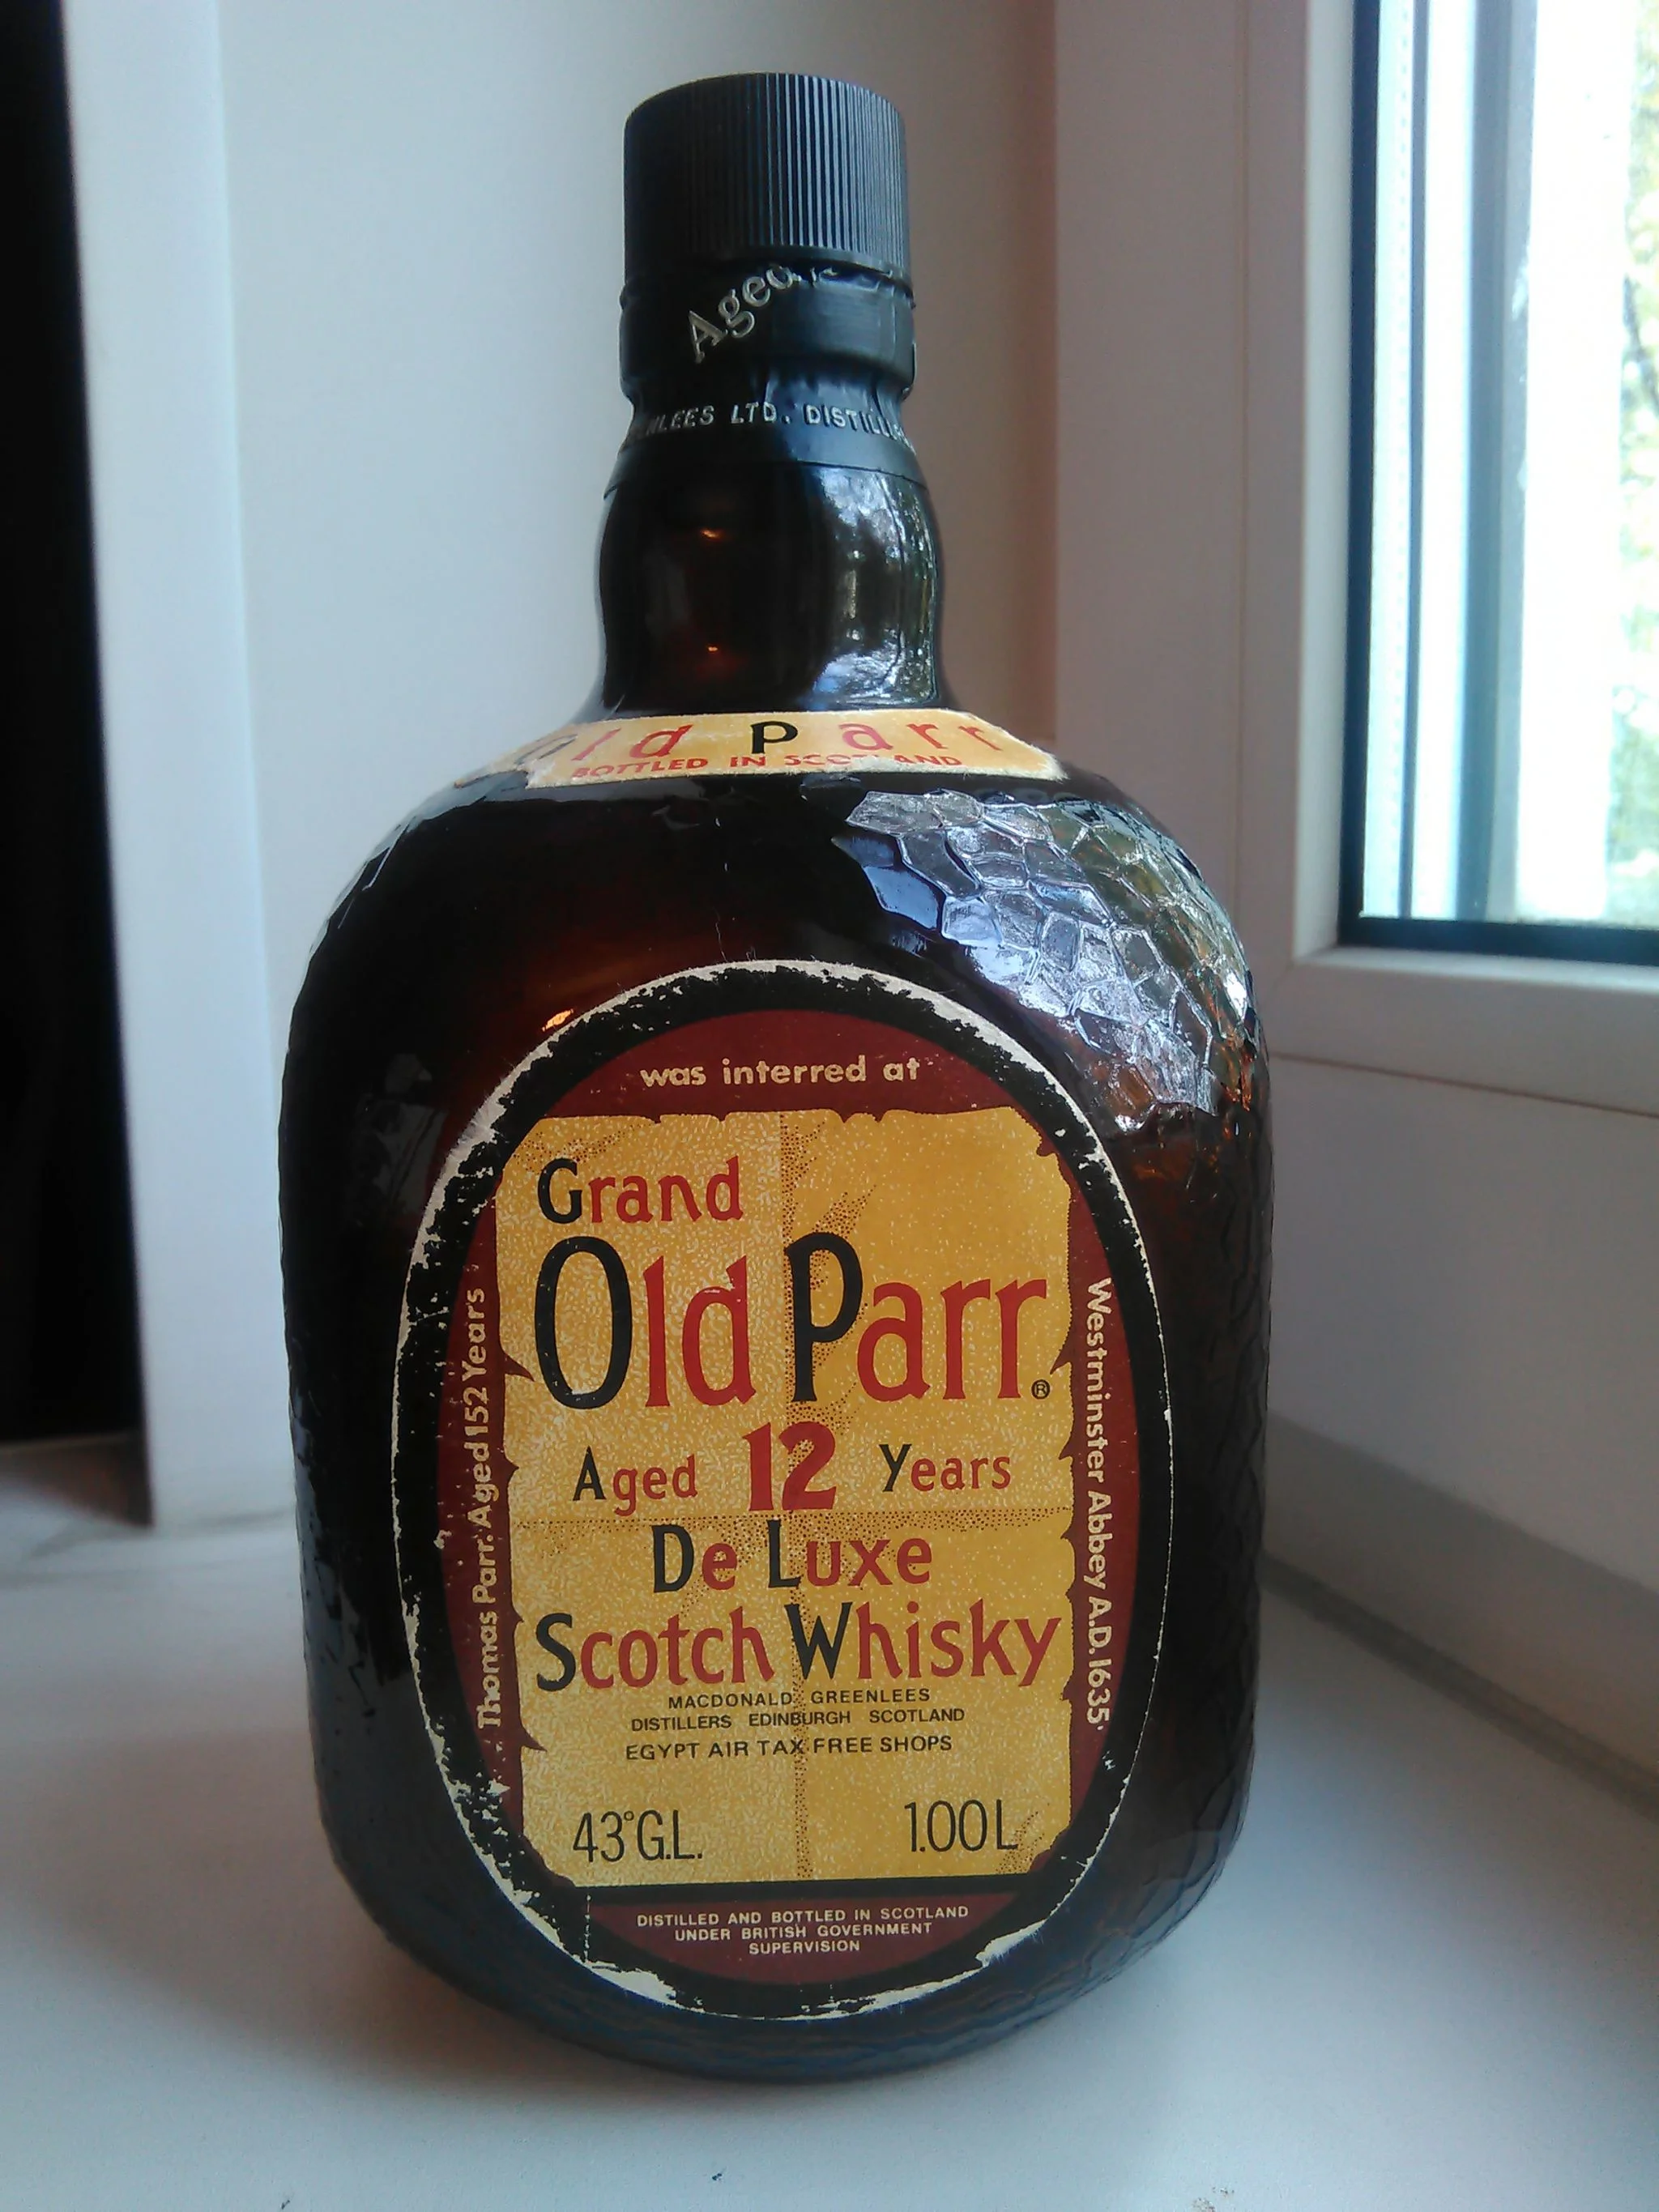 Aged
LTD. DISTILL
Old Parr
BOTTLED IN SCOTLAND
was interred at
Thomas Parr. Aged 152 Years
Grand
Old Parr®
Aged 12 Years
De Luxe
Scotch Whisky
MACDONALD GREENLEES
DISTILLERS EDINBURGH SCOTLAND
EGYPT AIR TAX FREE SHOPS
43°G.L. 1.00L
Westminster Abbey A.D.1635
DISTILLED AND BOTTLED IN SCOTLAND
UNDER BRITISH GOVERNMENT
SUPERVISION